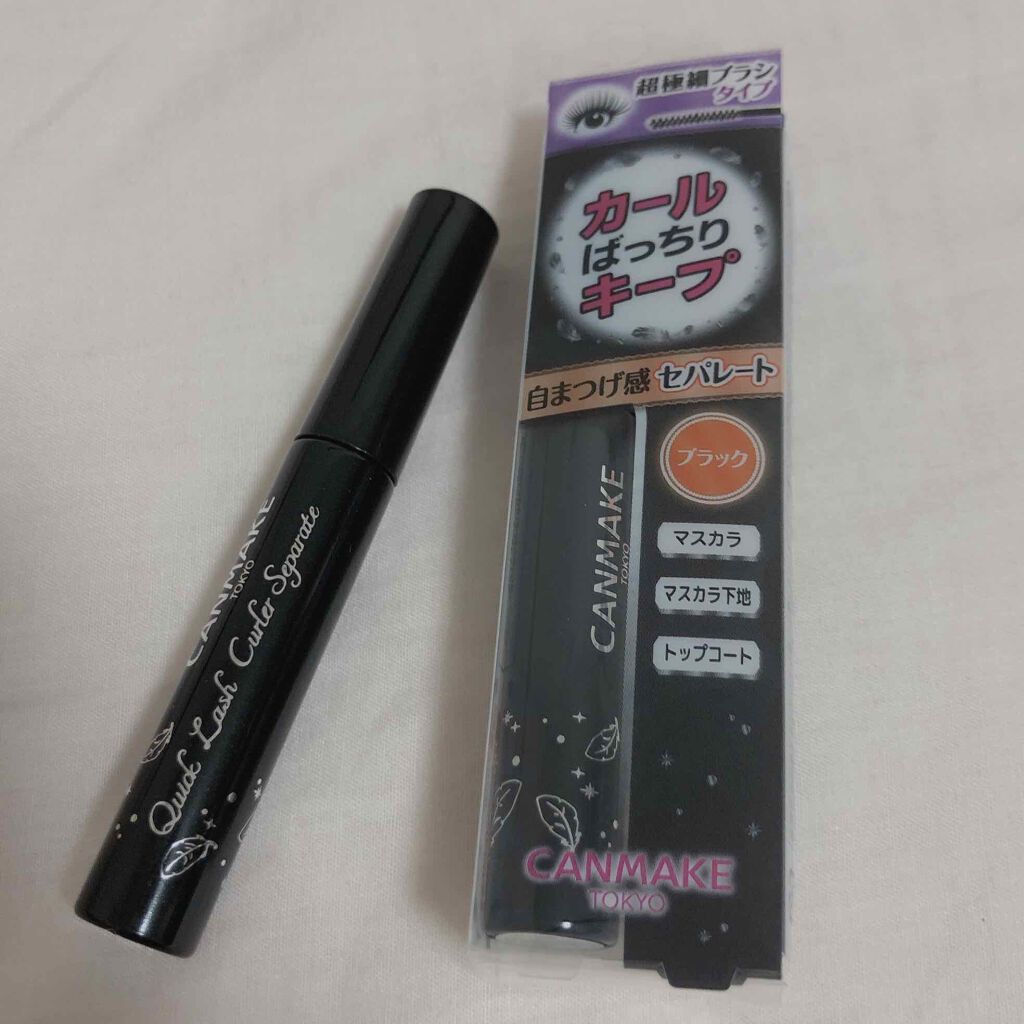 CANMAKE
TOKYO
Quick Lash Curler Separate
超極細ブラシ
タイプ
カール
ばっちり
キープ
自まつげ感 セパレート
ブラック
マスカラ
マスカラ下地
トップコート
CANMAKE
TOKYO
CANMAKE
TOKYO